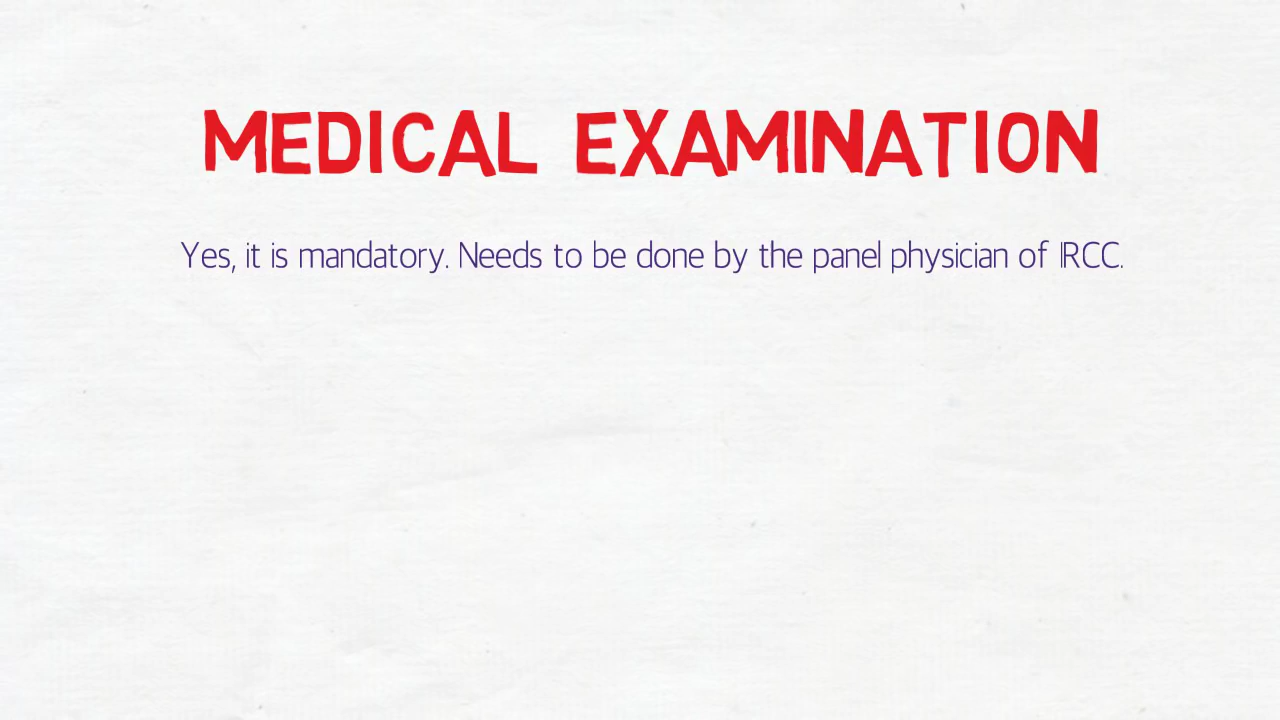 MEDICAL EXAMINATION
Yes, it is mandatory. Needs to be done by the panel physician of IRCC.